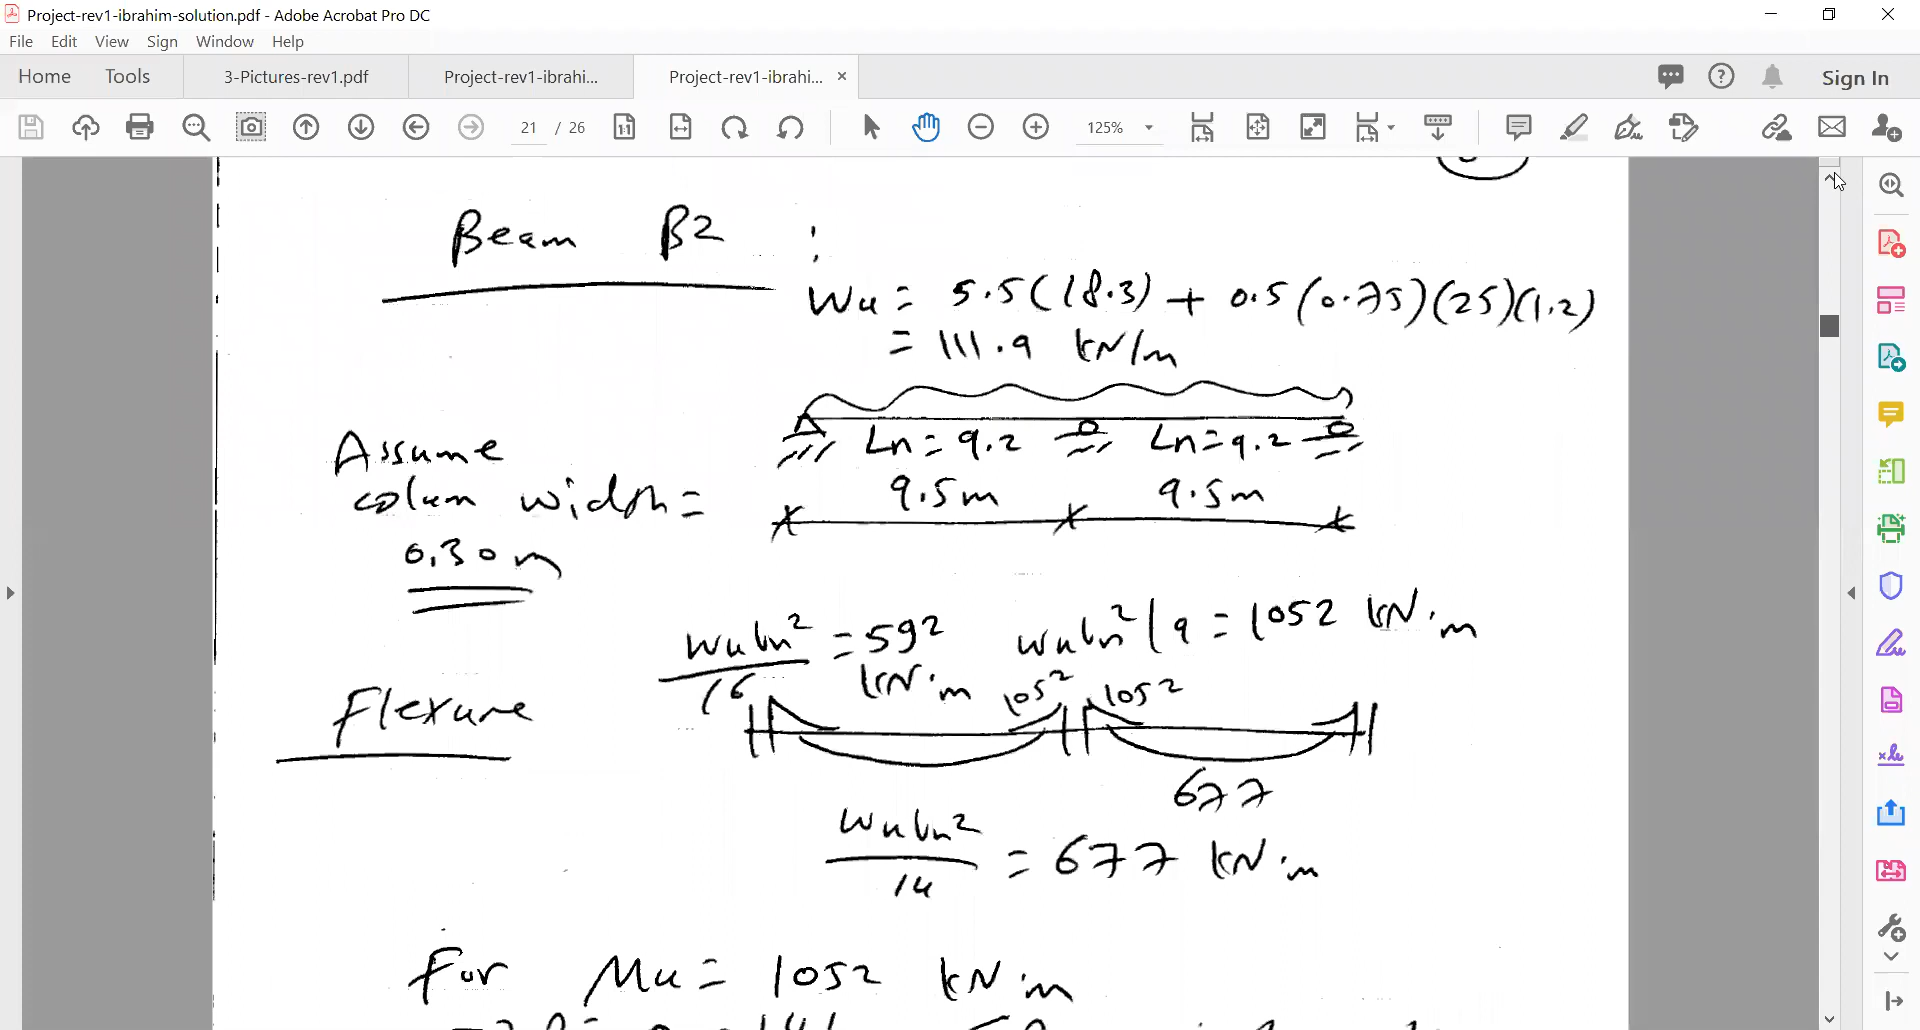 Project-rev1-ibrahim-solution.pdf - Adobe Acrobat Pro DC
File Edit View Sign Window Help
Home Tools 3-Pictures-rev1.pdf Project-rev1-ibrahi... Project-rev1-ibrahi... × Sign In
21 / 26 125%
Beam B2 :
Wu = 5.5(18.3) + 0.5(0.75)(25)(1.2)
= 111.9 kN/m
Assume
colum width =
0.30 m
Ln=9.2 Ln=9.2
9.5m 9.5m
Flexure
WuLn² / 16 = 592 kN.m
WuLn²/9 = 1052 kN.m
1052 1052
677
WuLn² / 14 = 677 kN.m
For Mu = 1052 kN.m